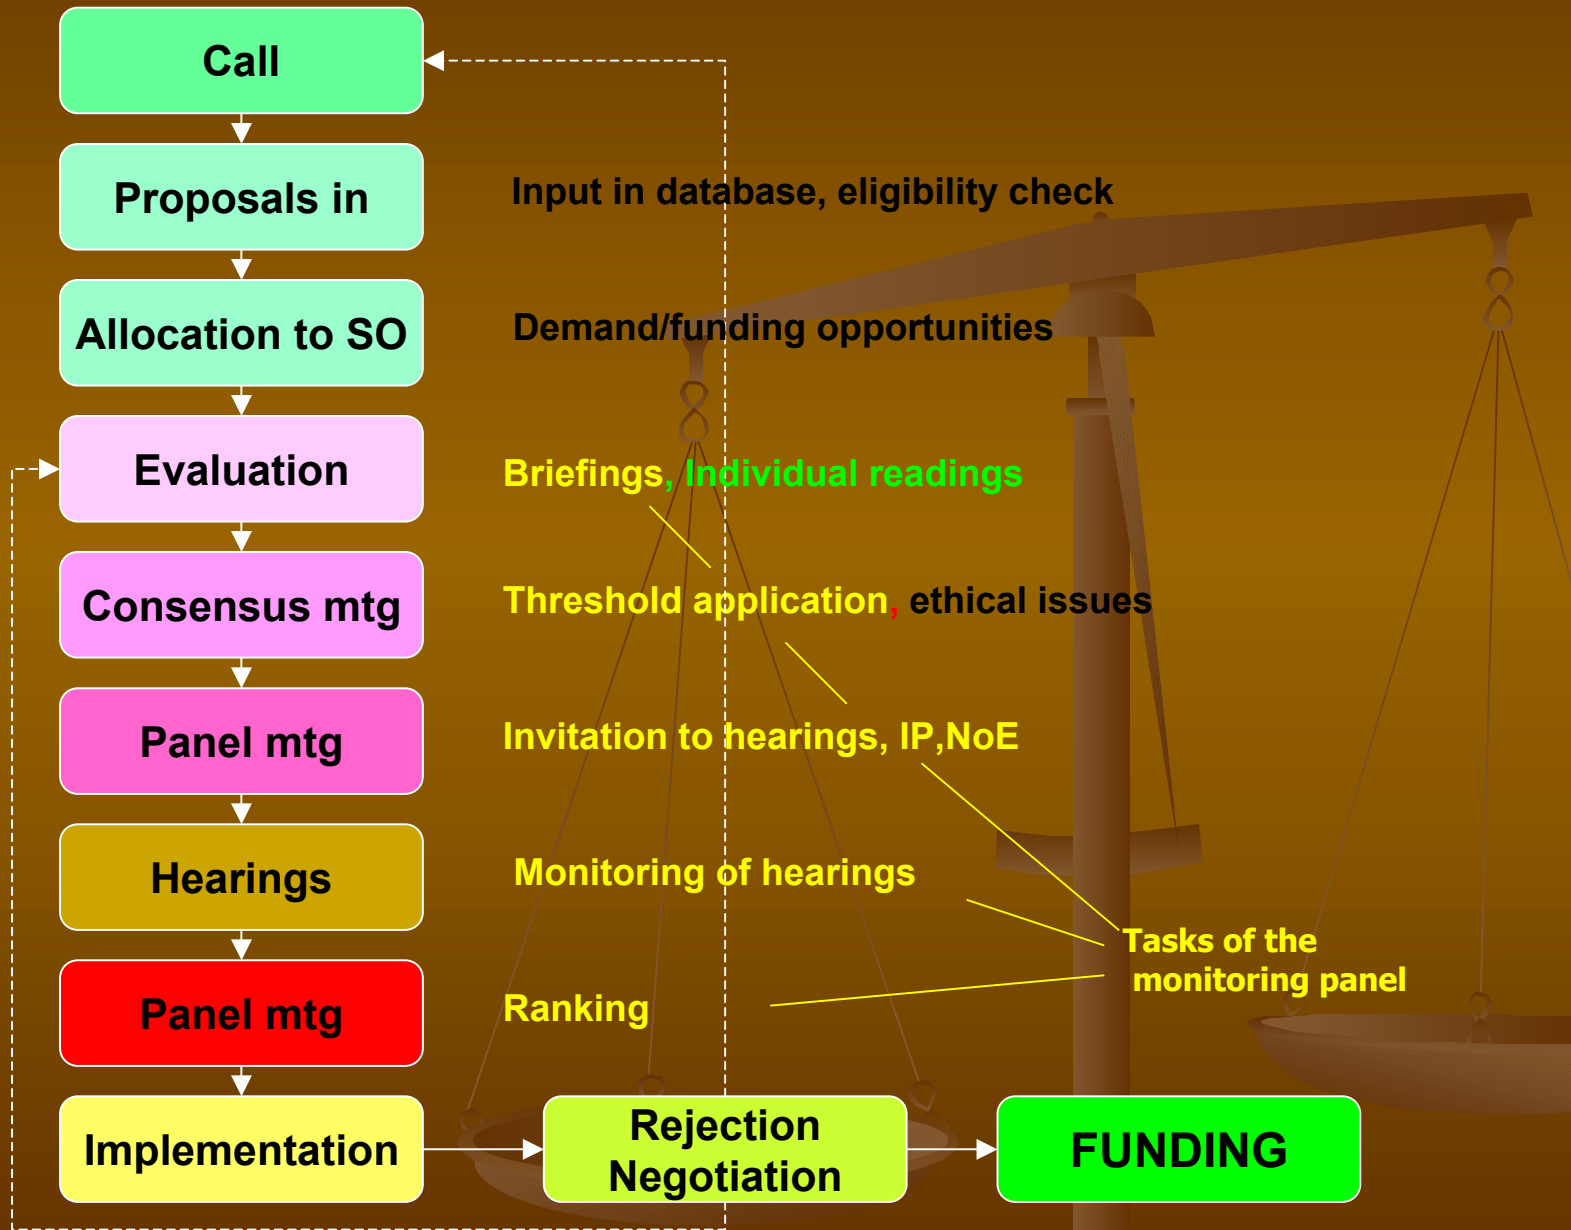 Call
Proposals in
Input in database, eligibility check
Allocation to SO
Demand/funding opportunities
Evaluation
Briefings, Individual readings
Consensus mtg
Threshold application, ethical issues
Panel mtg
Invitation to hearings, IP,NoE
Hearings
Monitoring of hearings
Tasks of the
monitoring panel
Panel mtg
Ranking
Implementation
Rejection
Negotiation
FUNDING